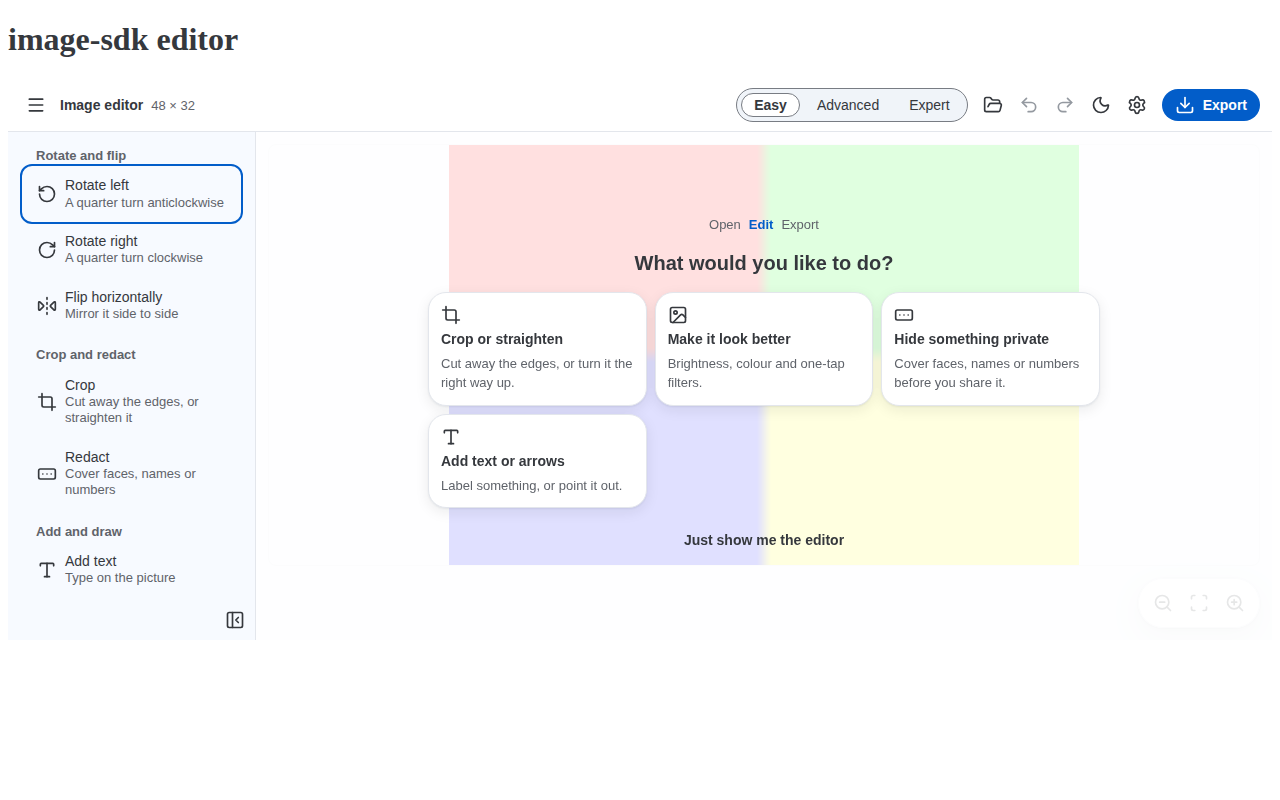 image-sdk editor
Image editor 48 × 32
Easy Advanced Expert
Export
Rotate and flip
Rotate left
A quarter turn anticlockwise
Rotate right
A quarter turn clockwise
Flip horizontally
Mirror it side to side
Crop and redact
Crop
Cut away the edges, or
straighten it
Redact
Cover faces, names or
numbers
Add and draw
Add text
Type on the picture
Open Edit Export
What would you like to do?
Crop or straighten
Cut away the edges, or turn it the
right way up.
Make it look better
Brightness, colour and one-tap
filters.
Hide something private
Cover faces, names or numbers
before you share it.
Add text or arrows
Label something, or point it out.
Just show me the editor